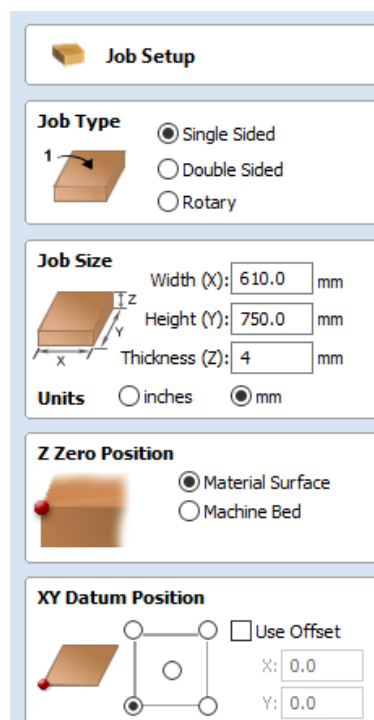 Job Setup
Job Type
1
Single Sided
Double Sided
Rotary
Job Size
Width (X): 610.0 mm
Z
Height (Y): 750.0 mm
Y
Thickness (Z): 4 mm
X
Units inches mm
Z Zero Position
Material Surface
Machine Bed
XY Datum Position
Use Offset
X: 0.0
Y: 0.0